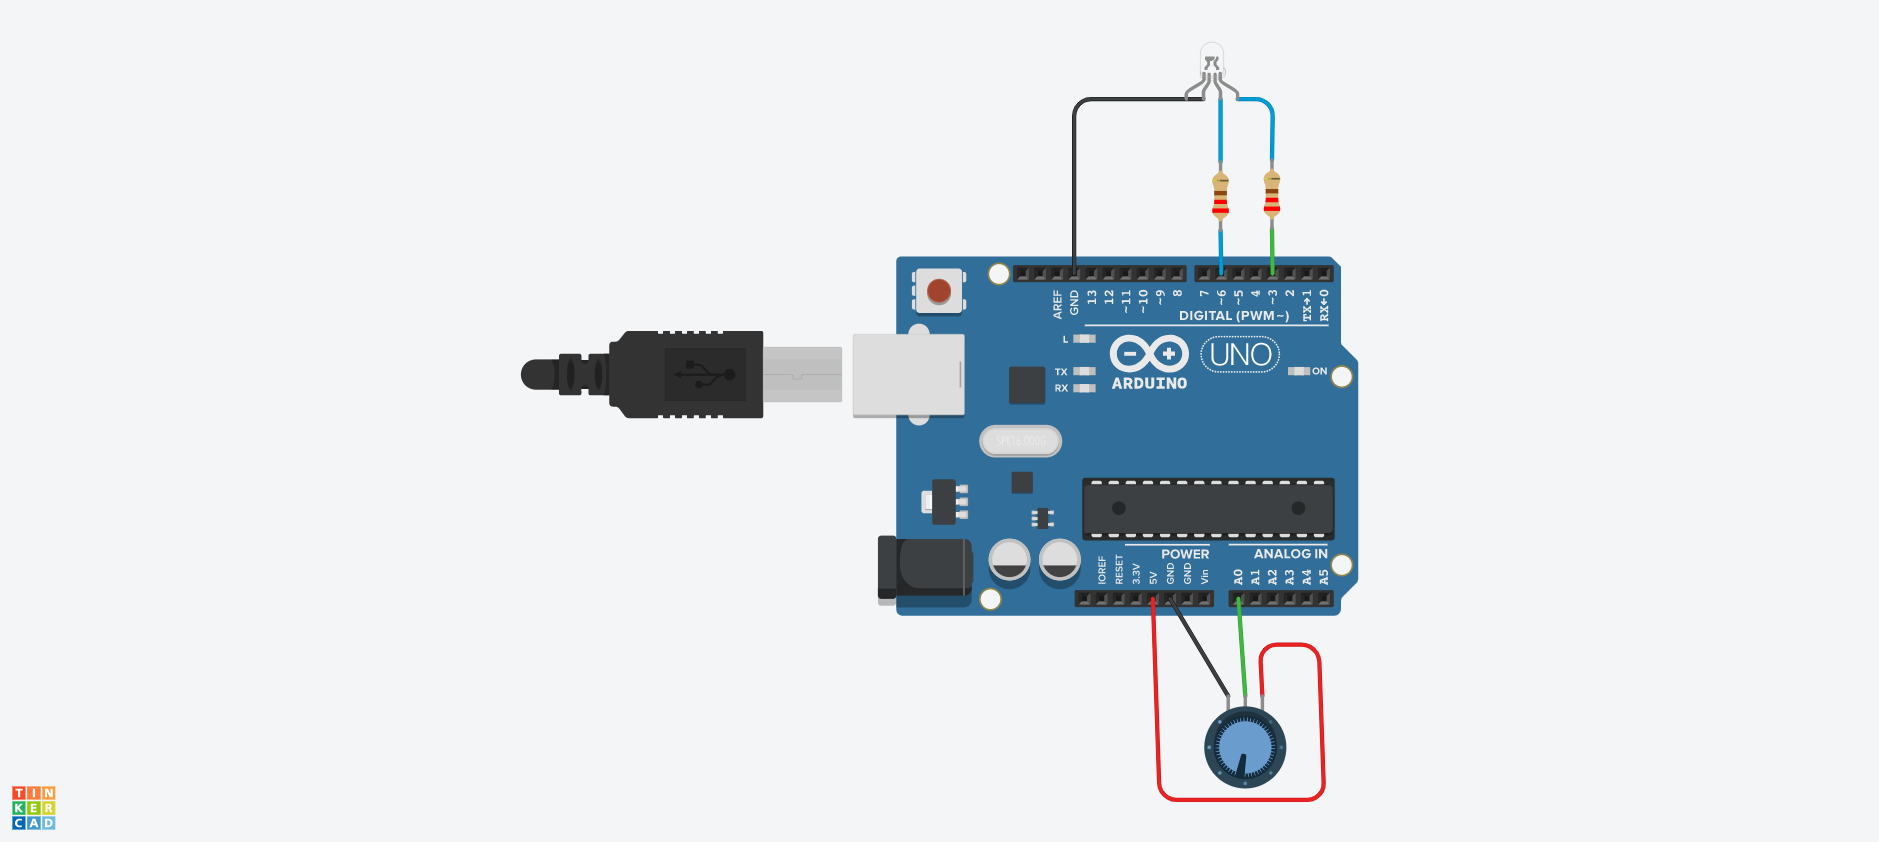 AREF
GND
13
12
~11
~10
~9
8
7
~6
~5
4
~3
2
TX→1
RX←0
DIGITAL (PWM~)
L
TX
RX
ARDUINO
UNO
ON
SPK16.000G
POWER
ANALOG IN
IOREF
RESET
3.3V
5V
GND
GND
Vin
A0
A1
A2
A3
A4
A5
TIN
KER
CAD